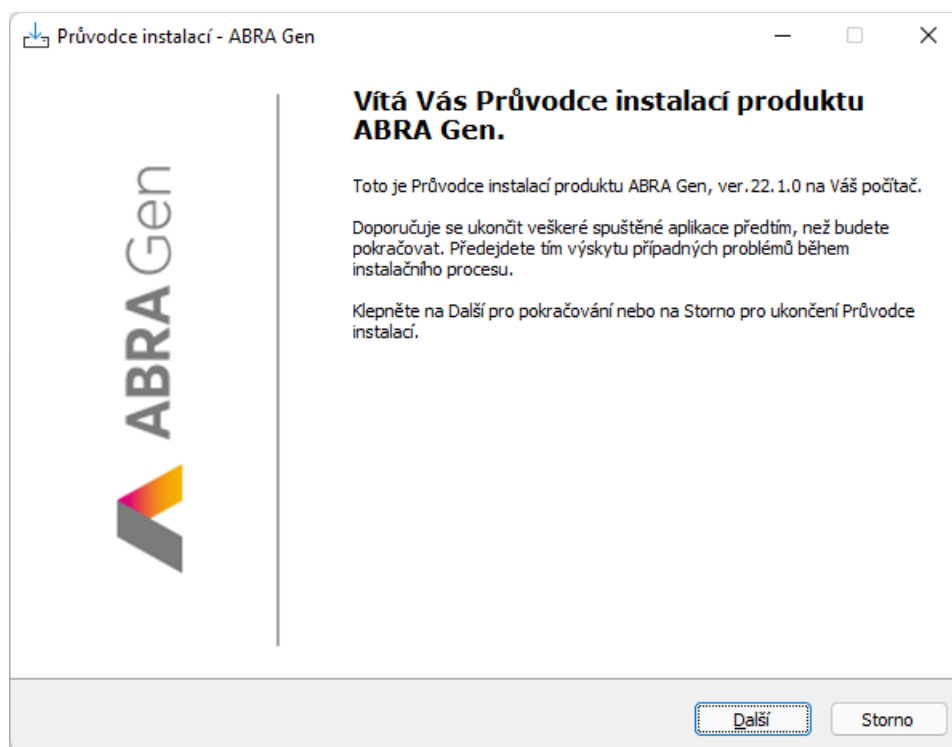 Průvodce instalací - ABRA Gen
Vítá Vás Průvodce instalací produktu
ABRA Gen.
Toto je Průvodce instalací produktu ABRA Gen, ver.22.1.0 na Váš počítač.
Doporučuje se ukončit veškeré spuštěné aplikace předtím, než budete
pokračovat. Předejdete tím výskytu případných problémů během
instalačního procesu.
Klepněte na Další pro pokračování nebo na Storno pro ukončení Průvodce
instalací.
ABRA Gen
Další
Storno